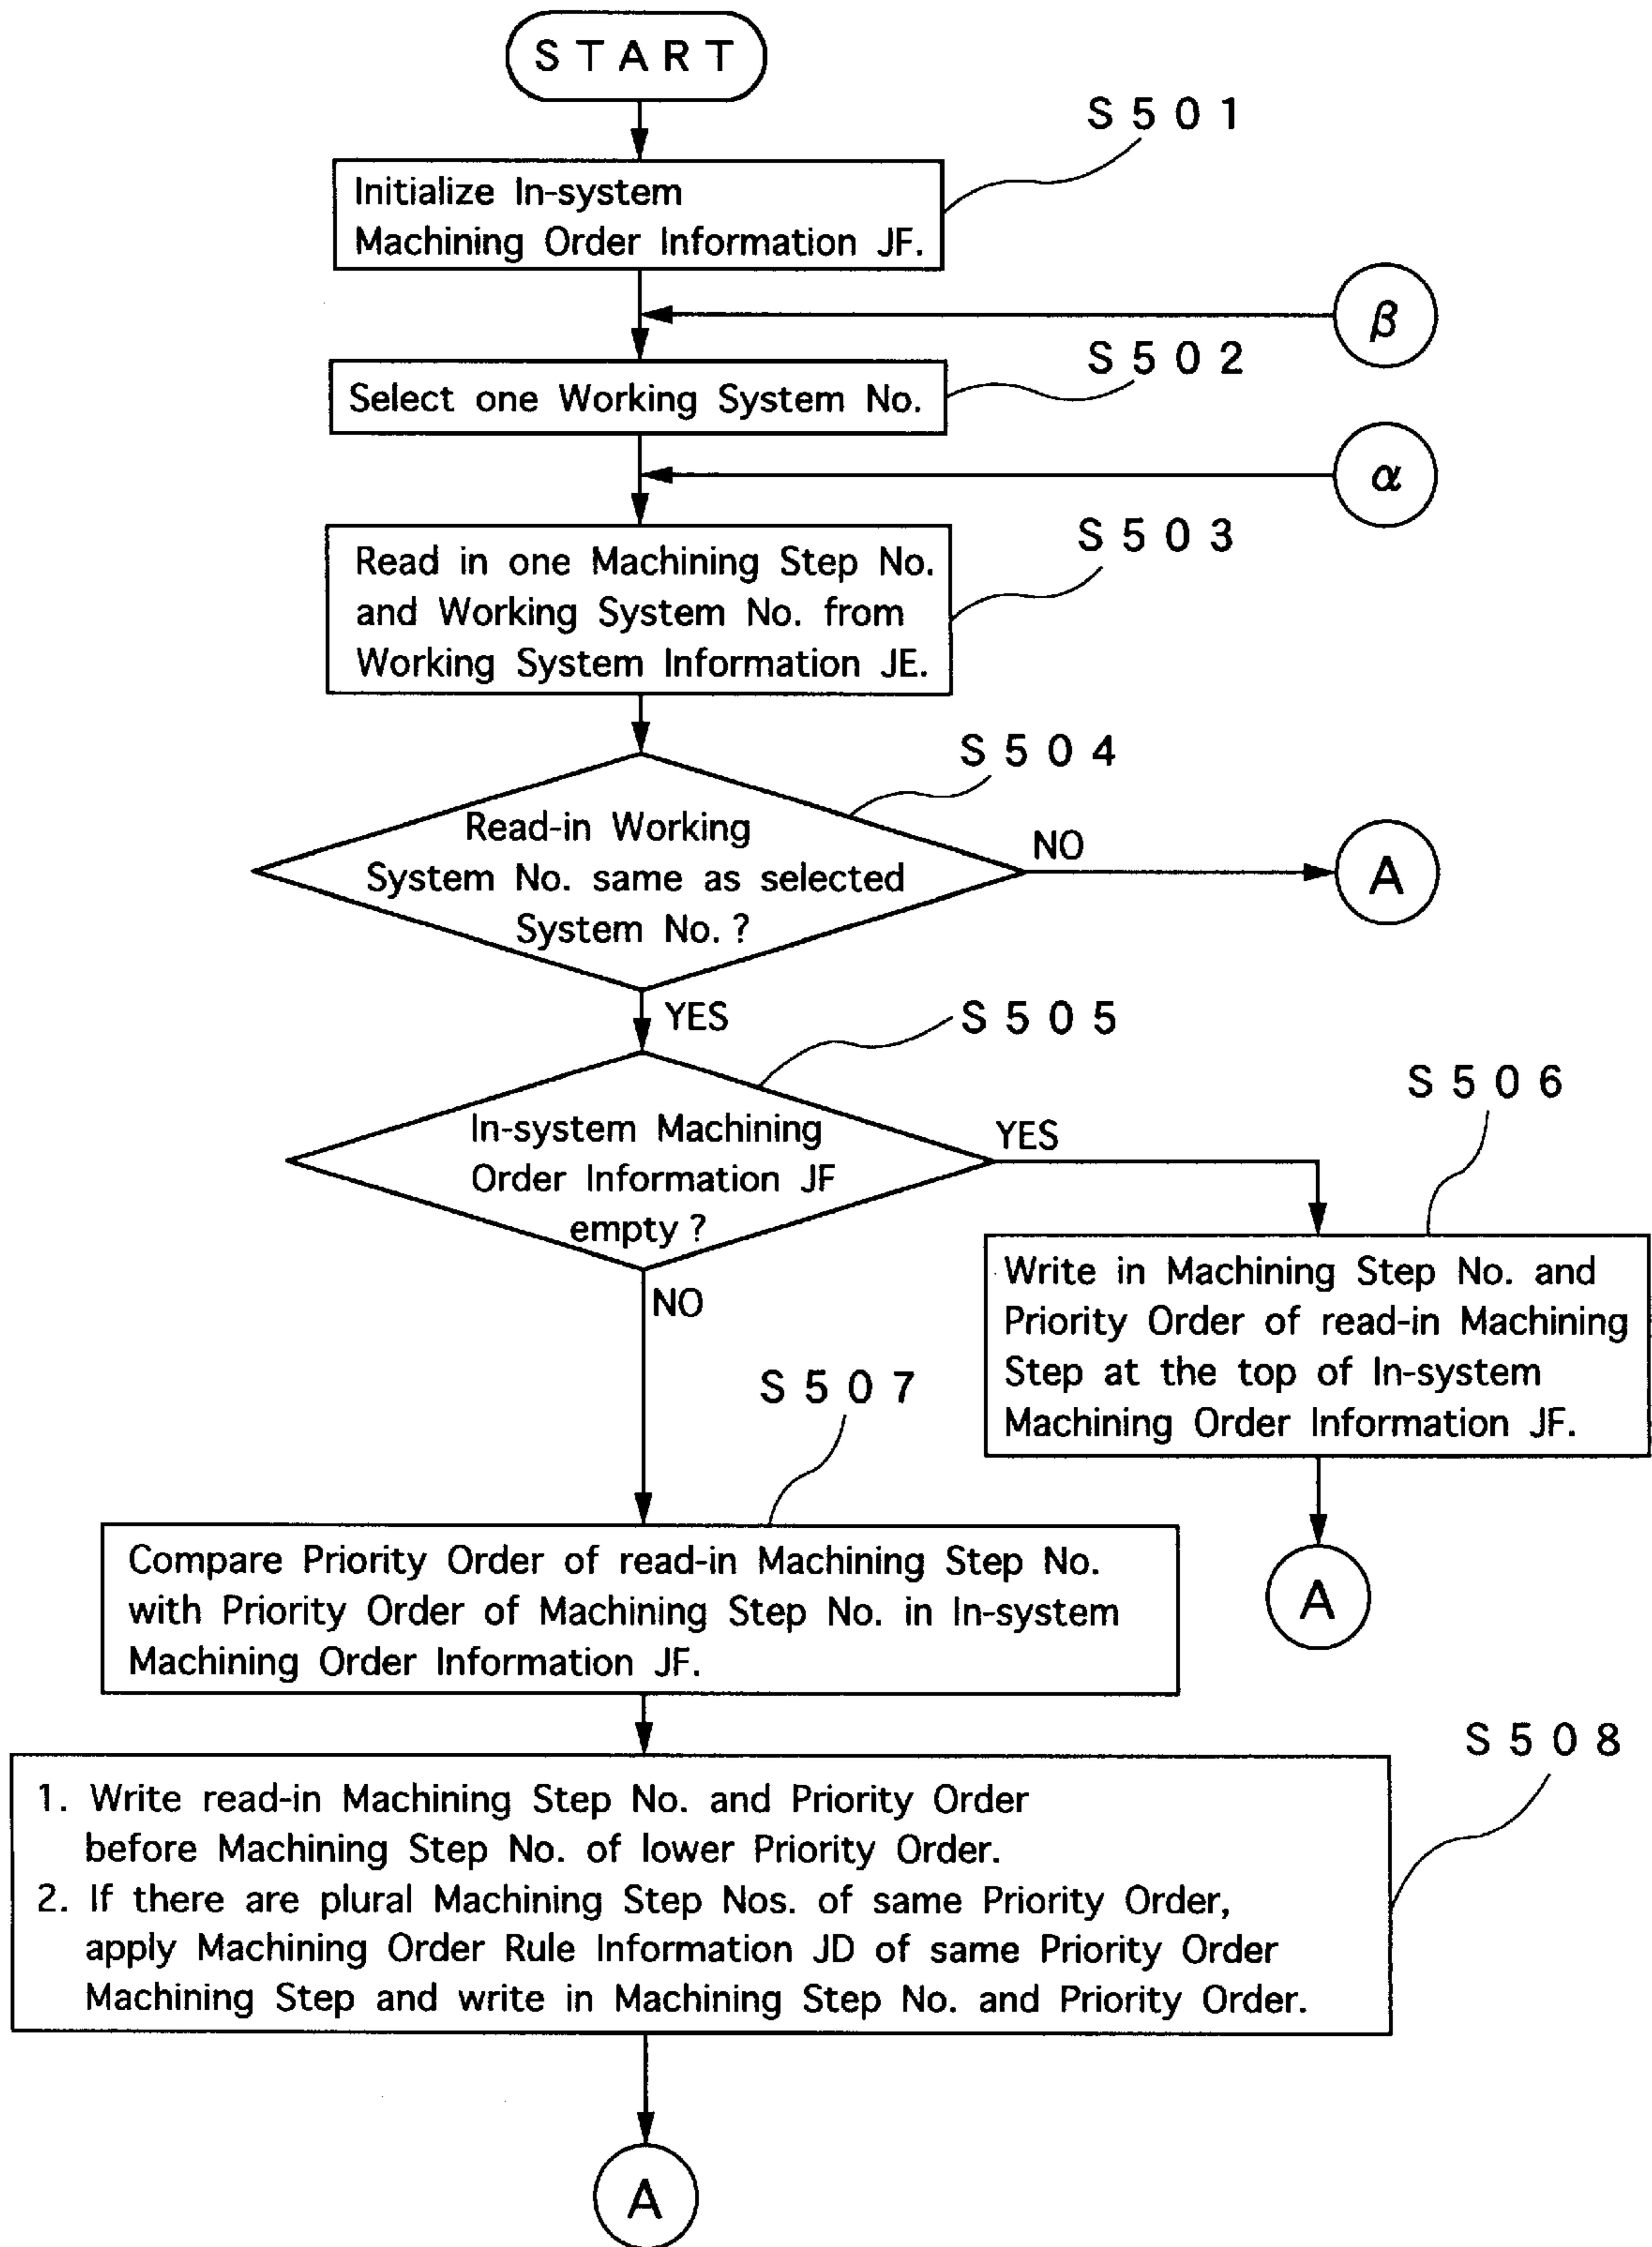 START
S501
Initialize In-system
Machining Order Information JF.
β
S502
Select one Working System No.
α
S503
Read in one Machining Step No.
and Working System No. from
Working System Information JE.
S504
Read-in Working
System No. same as selected
System No. ?
NO
A
YES
S505
In-system Machining
Order Information JF
empty ?
YES
S506
NO
Write in Machining Step No. and
Priority Order of read-in Machining
Step at the top of In-system
Machining Order Information JF.
A
S507
Compare Priority Order of read-in Machining Step No.
with Priority Order of Machining Step No. in In-system
Machining Order Information JF.
S508
1. Write read-in Machining Step No. and Priority Order
before Machining Step No. of lower Priority Order.
2. If there are plural Machining Step Nos. of same Priority Order,
apply Machining Order Rule Information JD of same Priority Order
Machining Step and write in Machining Step No. and Priority Order.
A